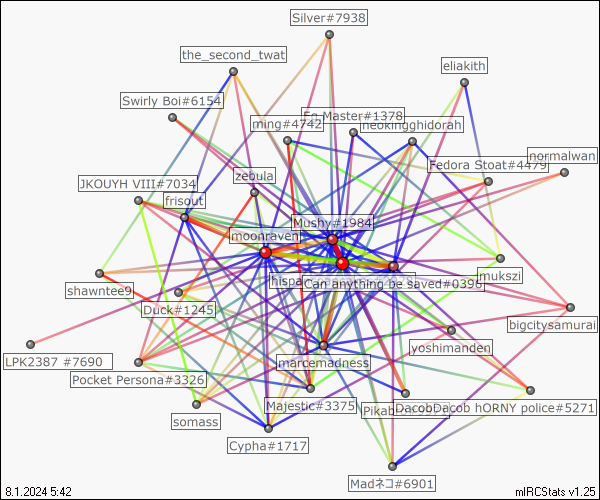 Silver#7938
the_second_twat
eliakith
Swirly Boi#6154
En Master#1378
ming#4742
neokingghidorah
normalwan
Fedora Stoat#4479
zebula
JKOUYH VIII#7034
frisout
Mushy#1984
moonraven
mukszi
shawntee9
Can anything be saved#0396
Duck#1245
bigcitysamurai
yoshimanden
LPK2387 #7690
marcemadness
Pocket Persona#3326
Majestic#3375
DacobDacob hORNY police#5271
somass
Cypha#1717
Madネコ#6901
8.1.2024 5:42
mIRCStats v1.25